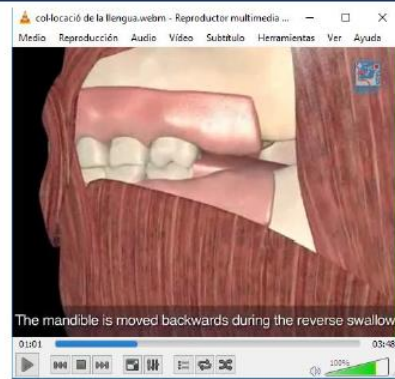 col·locació de la llengua.webm - Reproductor multimedia ...
Medio Reproducción Audio Vídeo Subtítulo Herramientas Ver Ayuda
The mandible is moved backwards during the reverse swallow
01:01 03:48
100%